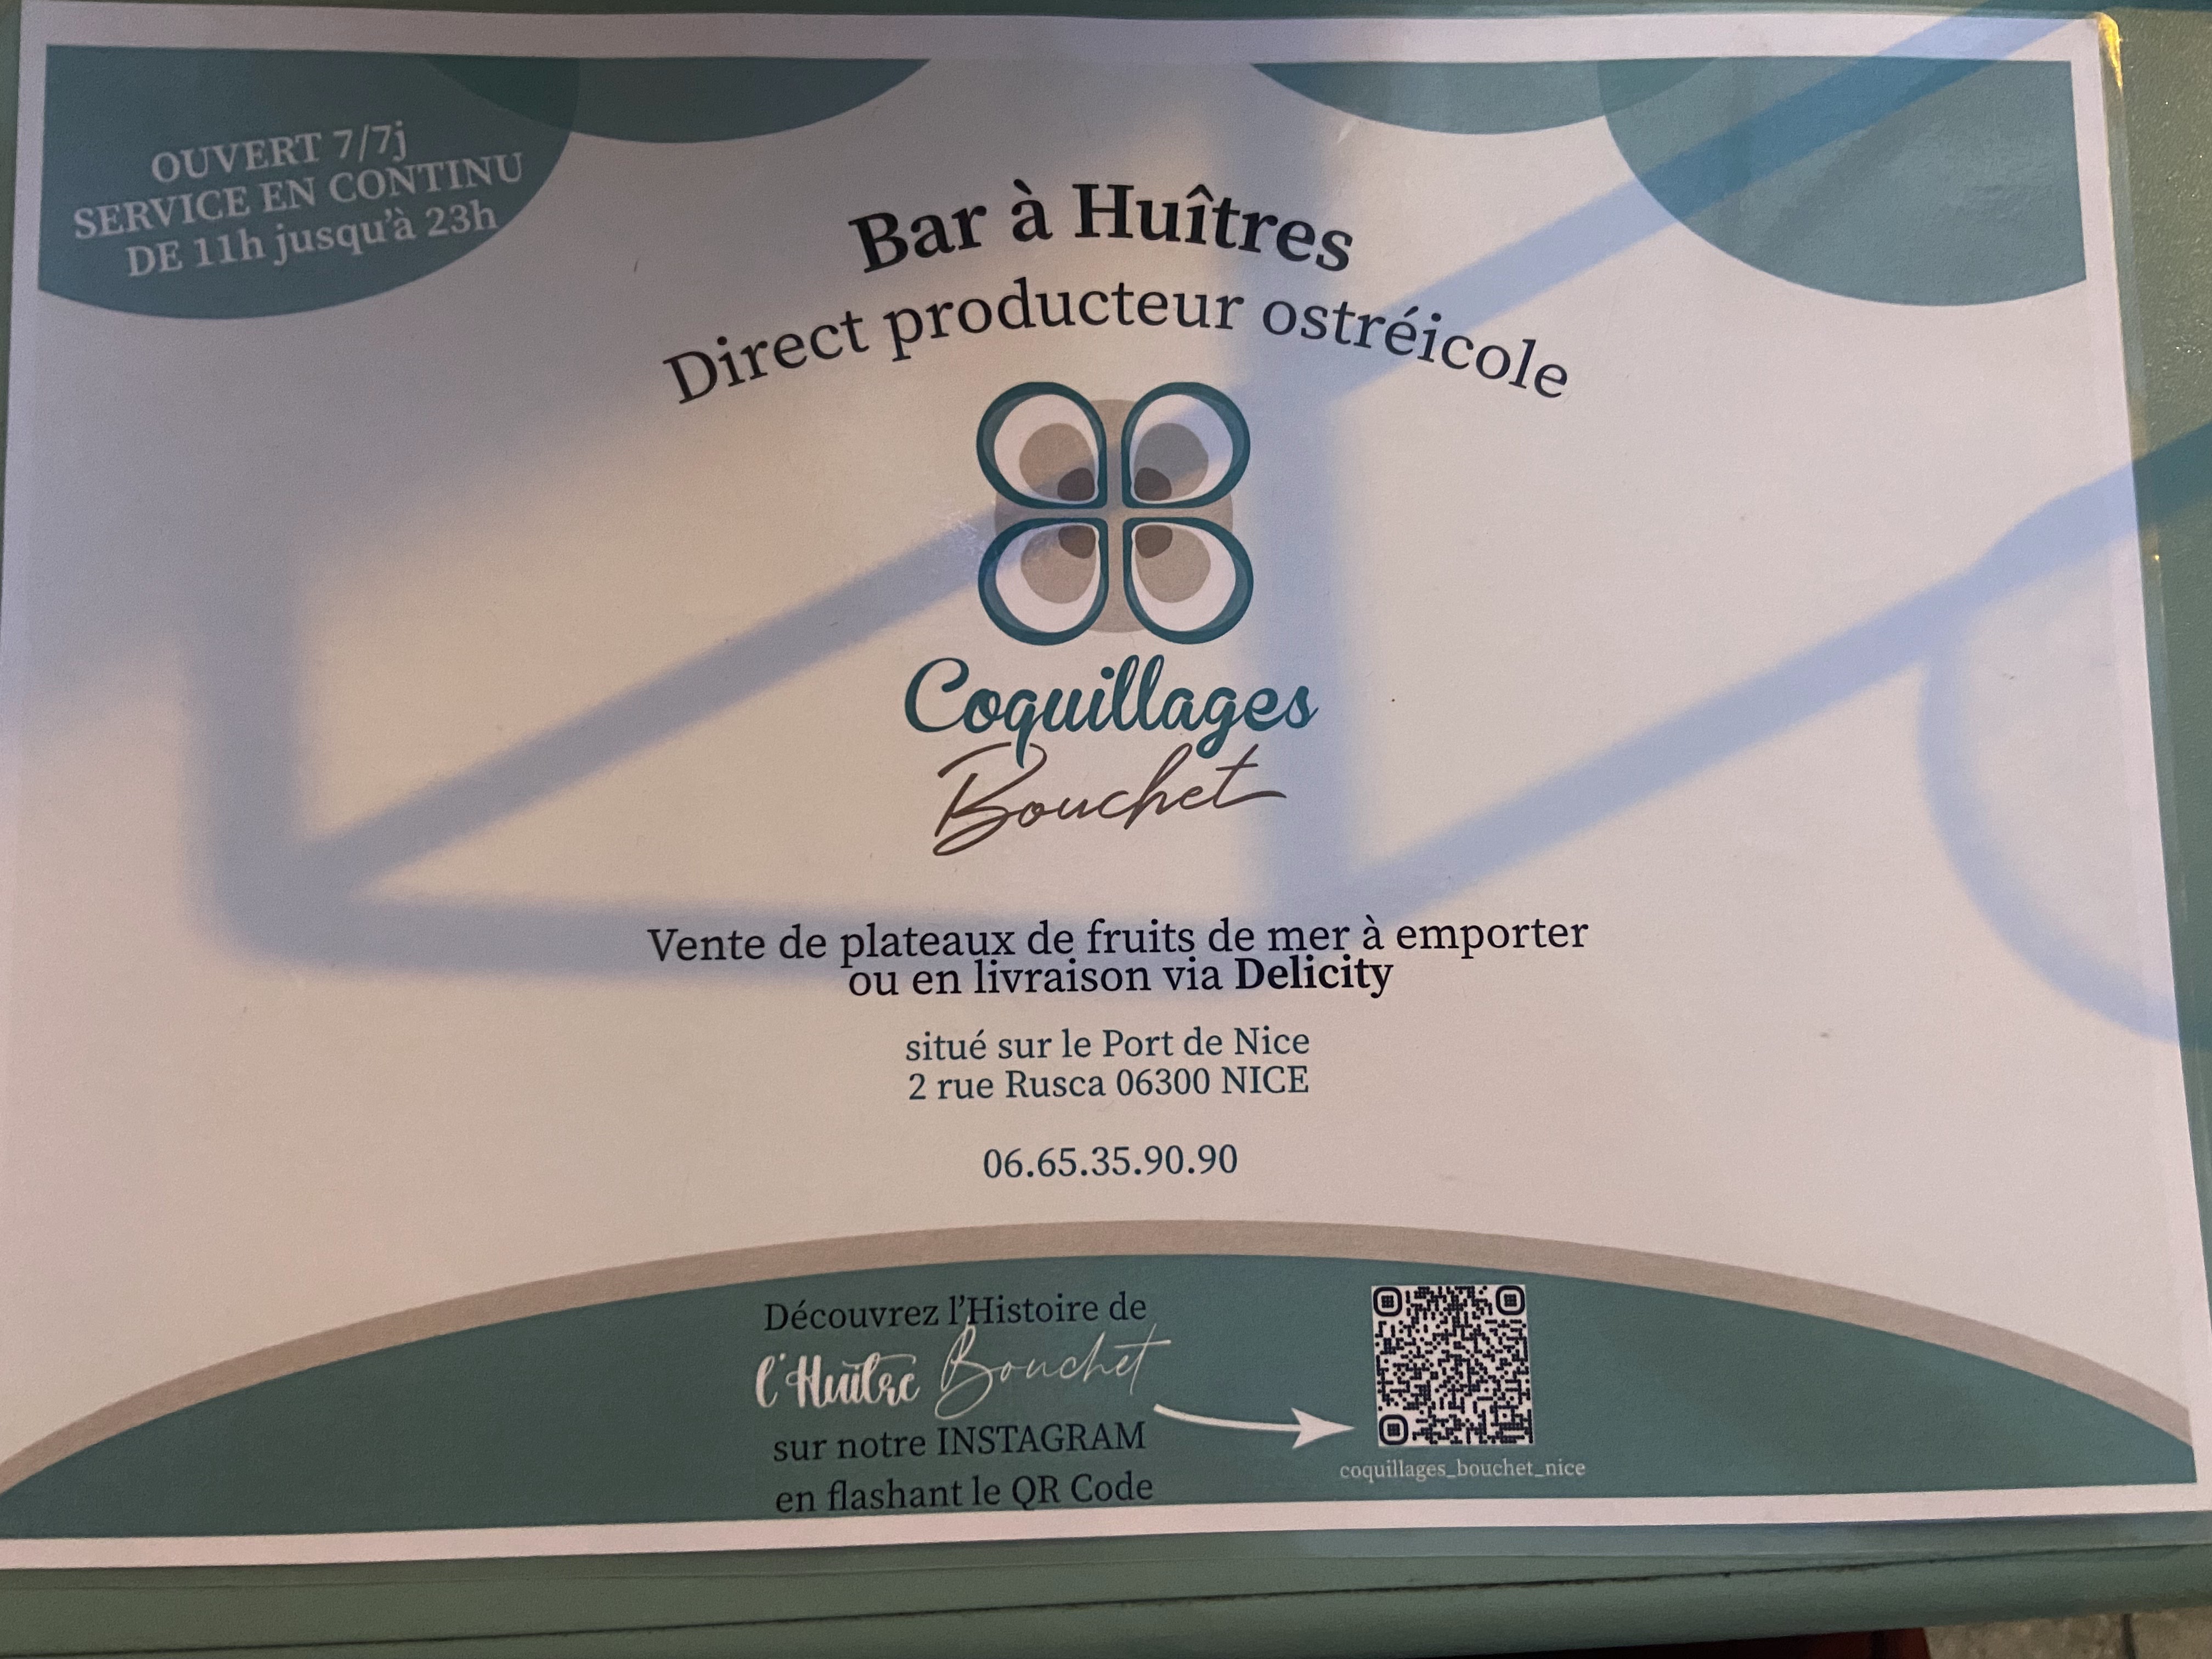 OUVERT 7/7j
SERVICE EN CONTINU
DE 11h jusqu'à 23h
Bar à Huîtres
Direct producteur ostréicole
Coquillages
Bouchet
Vente de plateaux de fruits de mer à emporter
ou en livraison via Delicity
situé sur le Port de Nice
2 rue Rusca 06300 NICE
06.65.35.90.90
Découvrez l'Histoire de
l'Huître Bouchet
sur notre INSTAGRAM
en flashant le QR Code
coquillages_bouchet_nice